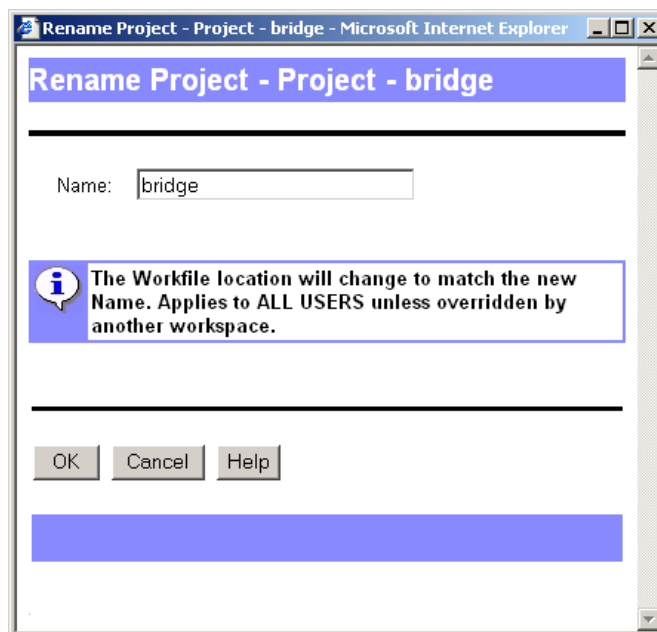 Rename Project - Project - bridge - Microsoft Internet Explorer
Rename Project - Project - bridge
Name: bridge
The Workfile location will change to match the new
Name. Applies to ALL USERS unless overridden by
another workspace.
OK Cancel Help